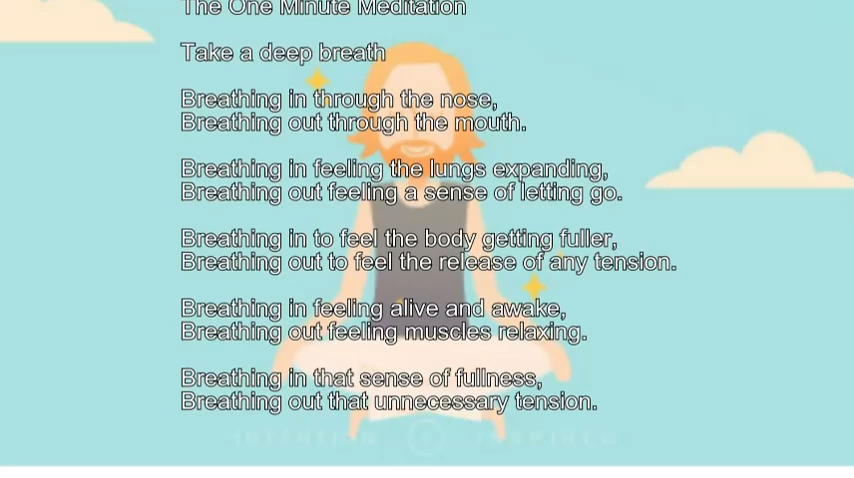 The One Minute Meditation
Take a deep breath
Breathing in through the nose,
Breathing out through the mouth.
Breathing in feeling the lungs expanding,
Breathing out feeling a sense of letting go.
Breathing in to feel the body getting fuller,
Breathing out to feel the release of any tension.
Breathing in feeling alive and awake,
Breathing out feeling muscles relaxing.
Breathing in that sense of fullness,
Breathing out that unnecessary tension.
INSPIRED